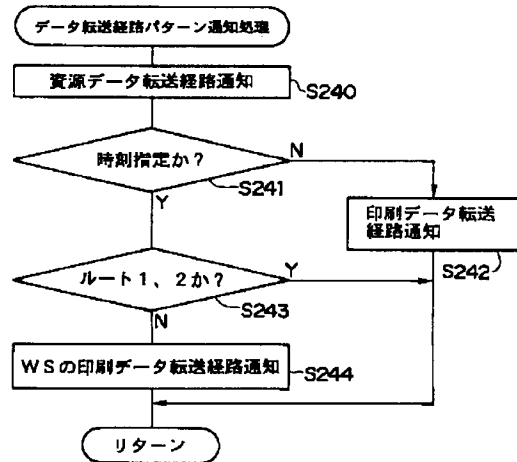 データ転送経路パターン通知処理
資源データ転送経路通知
S240
時刻指定か?
N
S241
Y
印刷データ転送
経路通知
S242
ルート1、2か?
Y
S243
N
WSの印刷データ転送経路通知
S244
リターン